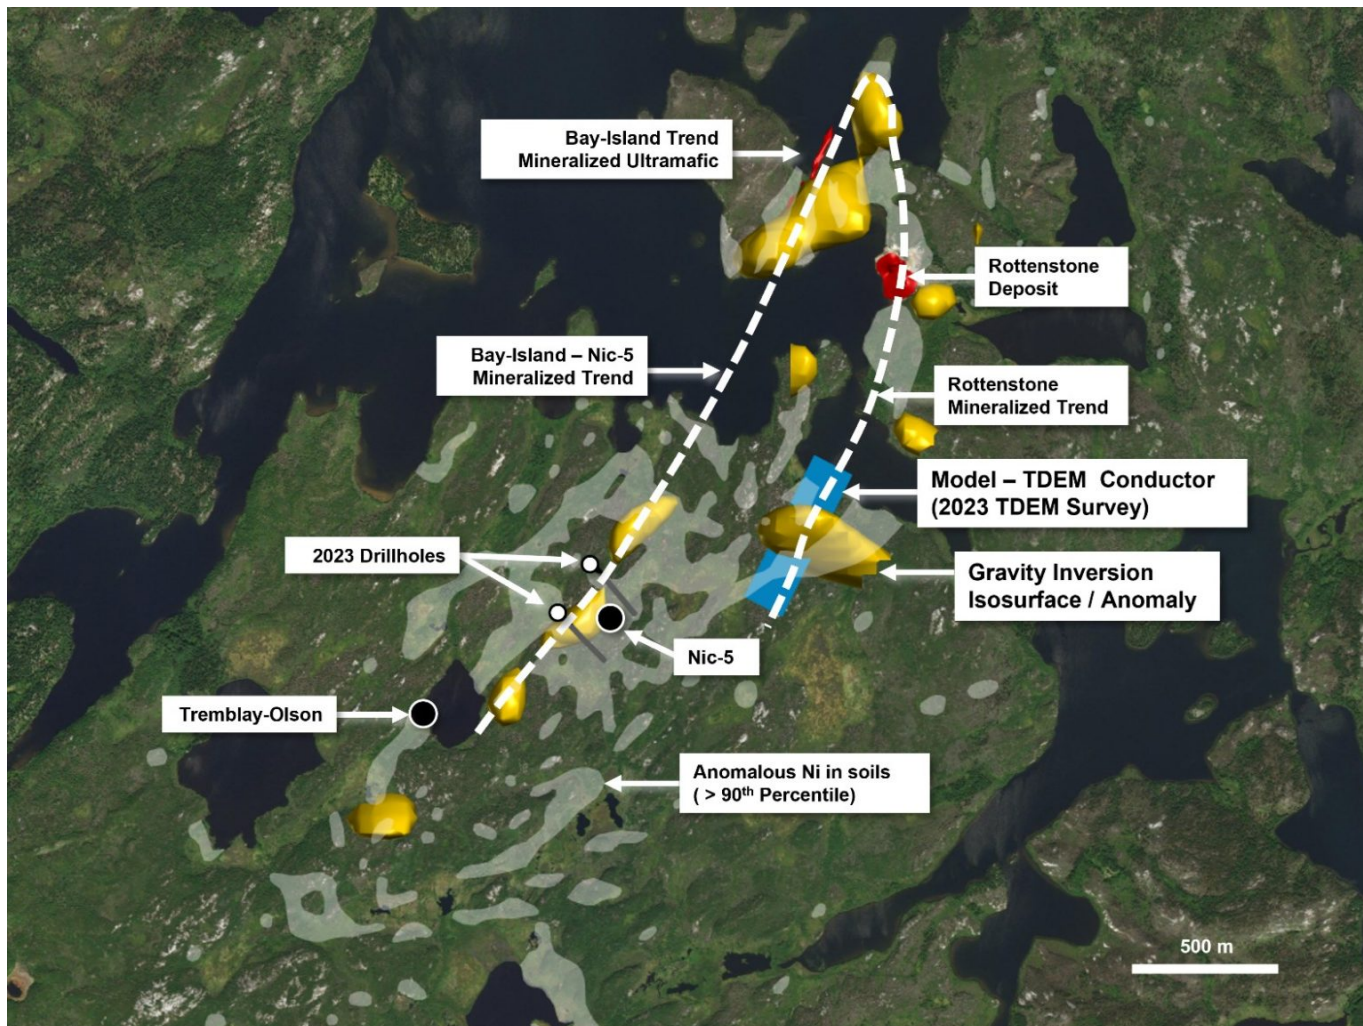 Bay-Island Trend
Mineralized Ultramafic
Rottenstone
Deposit
Bay-Island – Nic-5
Mineralized Trend
Rottenstone
Mineralized Trend
Model – TDEM Conductor
(2023 TDEM Survey)
2023 Drillholes
Gravity Inversion
Isosurface / Anomaly
Nic-5
Tremblay-Olson
Anomalous Ni in soils
( > 90th Percentile)
500 m